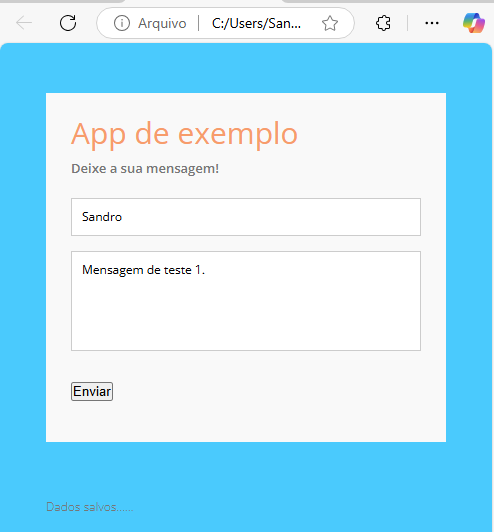 Arquivo C:/Users/San...
App de exemplo
Deixe a sua mensagem!
Sandro
Mensagem de teste 1.
Enviar
Dados salvos......